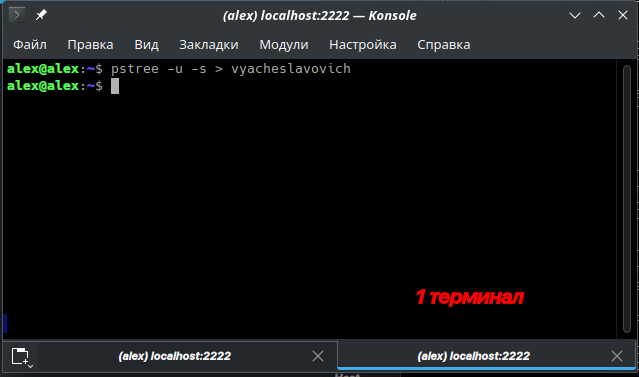 (alex) localhost:2222 — Konsole
Файл Правка Вид Закладки Модули Настройка Справка
alex@alex:~$ pstree -u -s > vyacheslavovich
alex@alex:~$
1 терминал
(alex) localhost:2222 (alex) localhost:2222